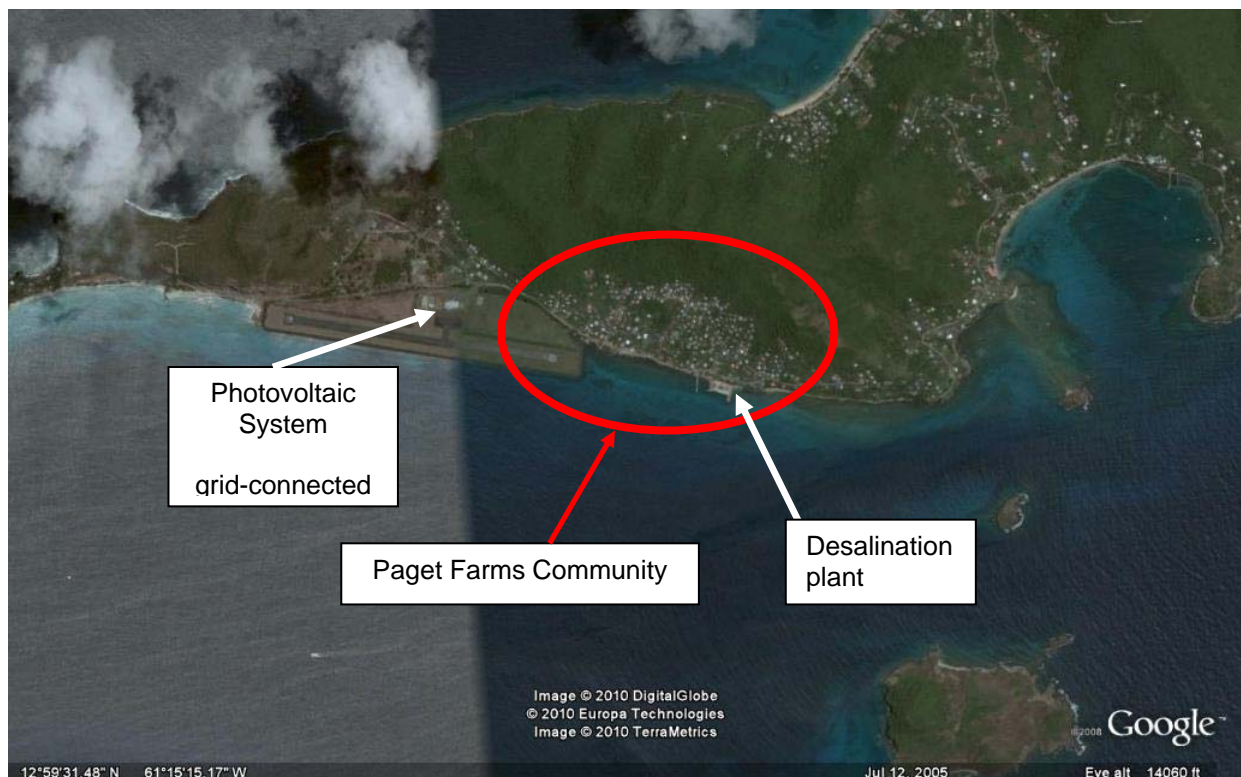 Photovoltaic
System
grid-connected
Paget Farms Community
Desalination
plant
Image © 2010 DigitalGlobe
© 2010 Europa Technologies
Image © 2010 TerraMetrics
© 2008 Google™
12°59'31.48" N 61°15'15.17" W Jul 12, 2005 Eye alt 14060 ft